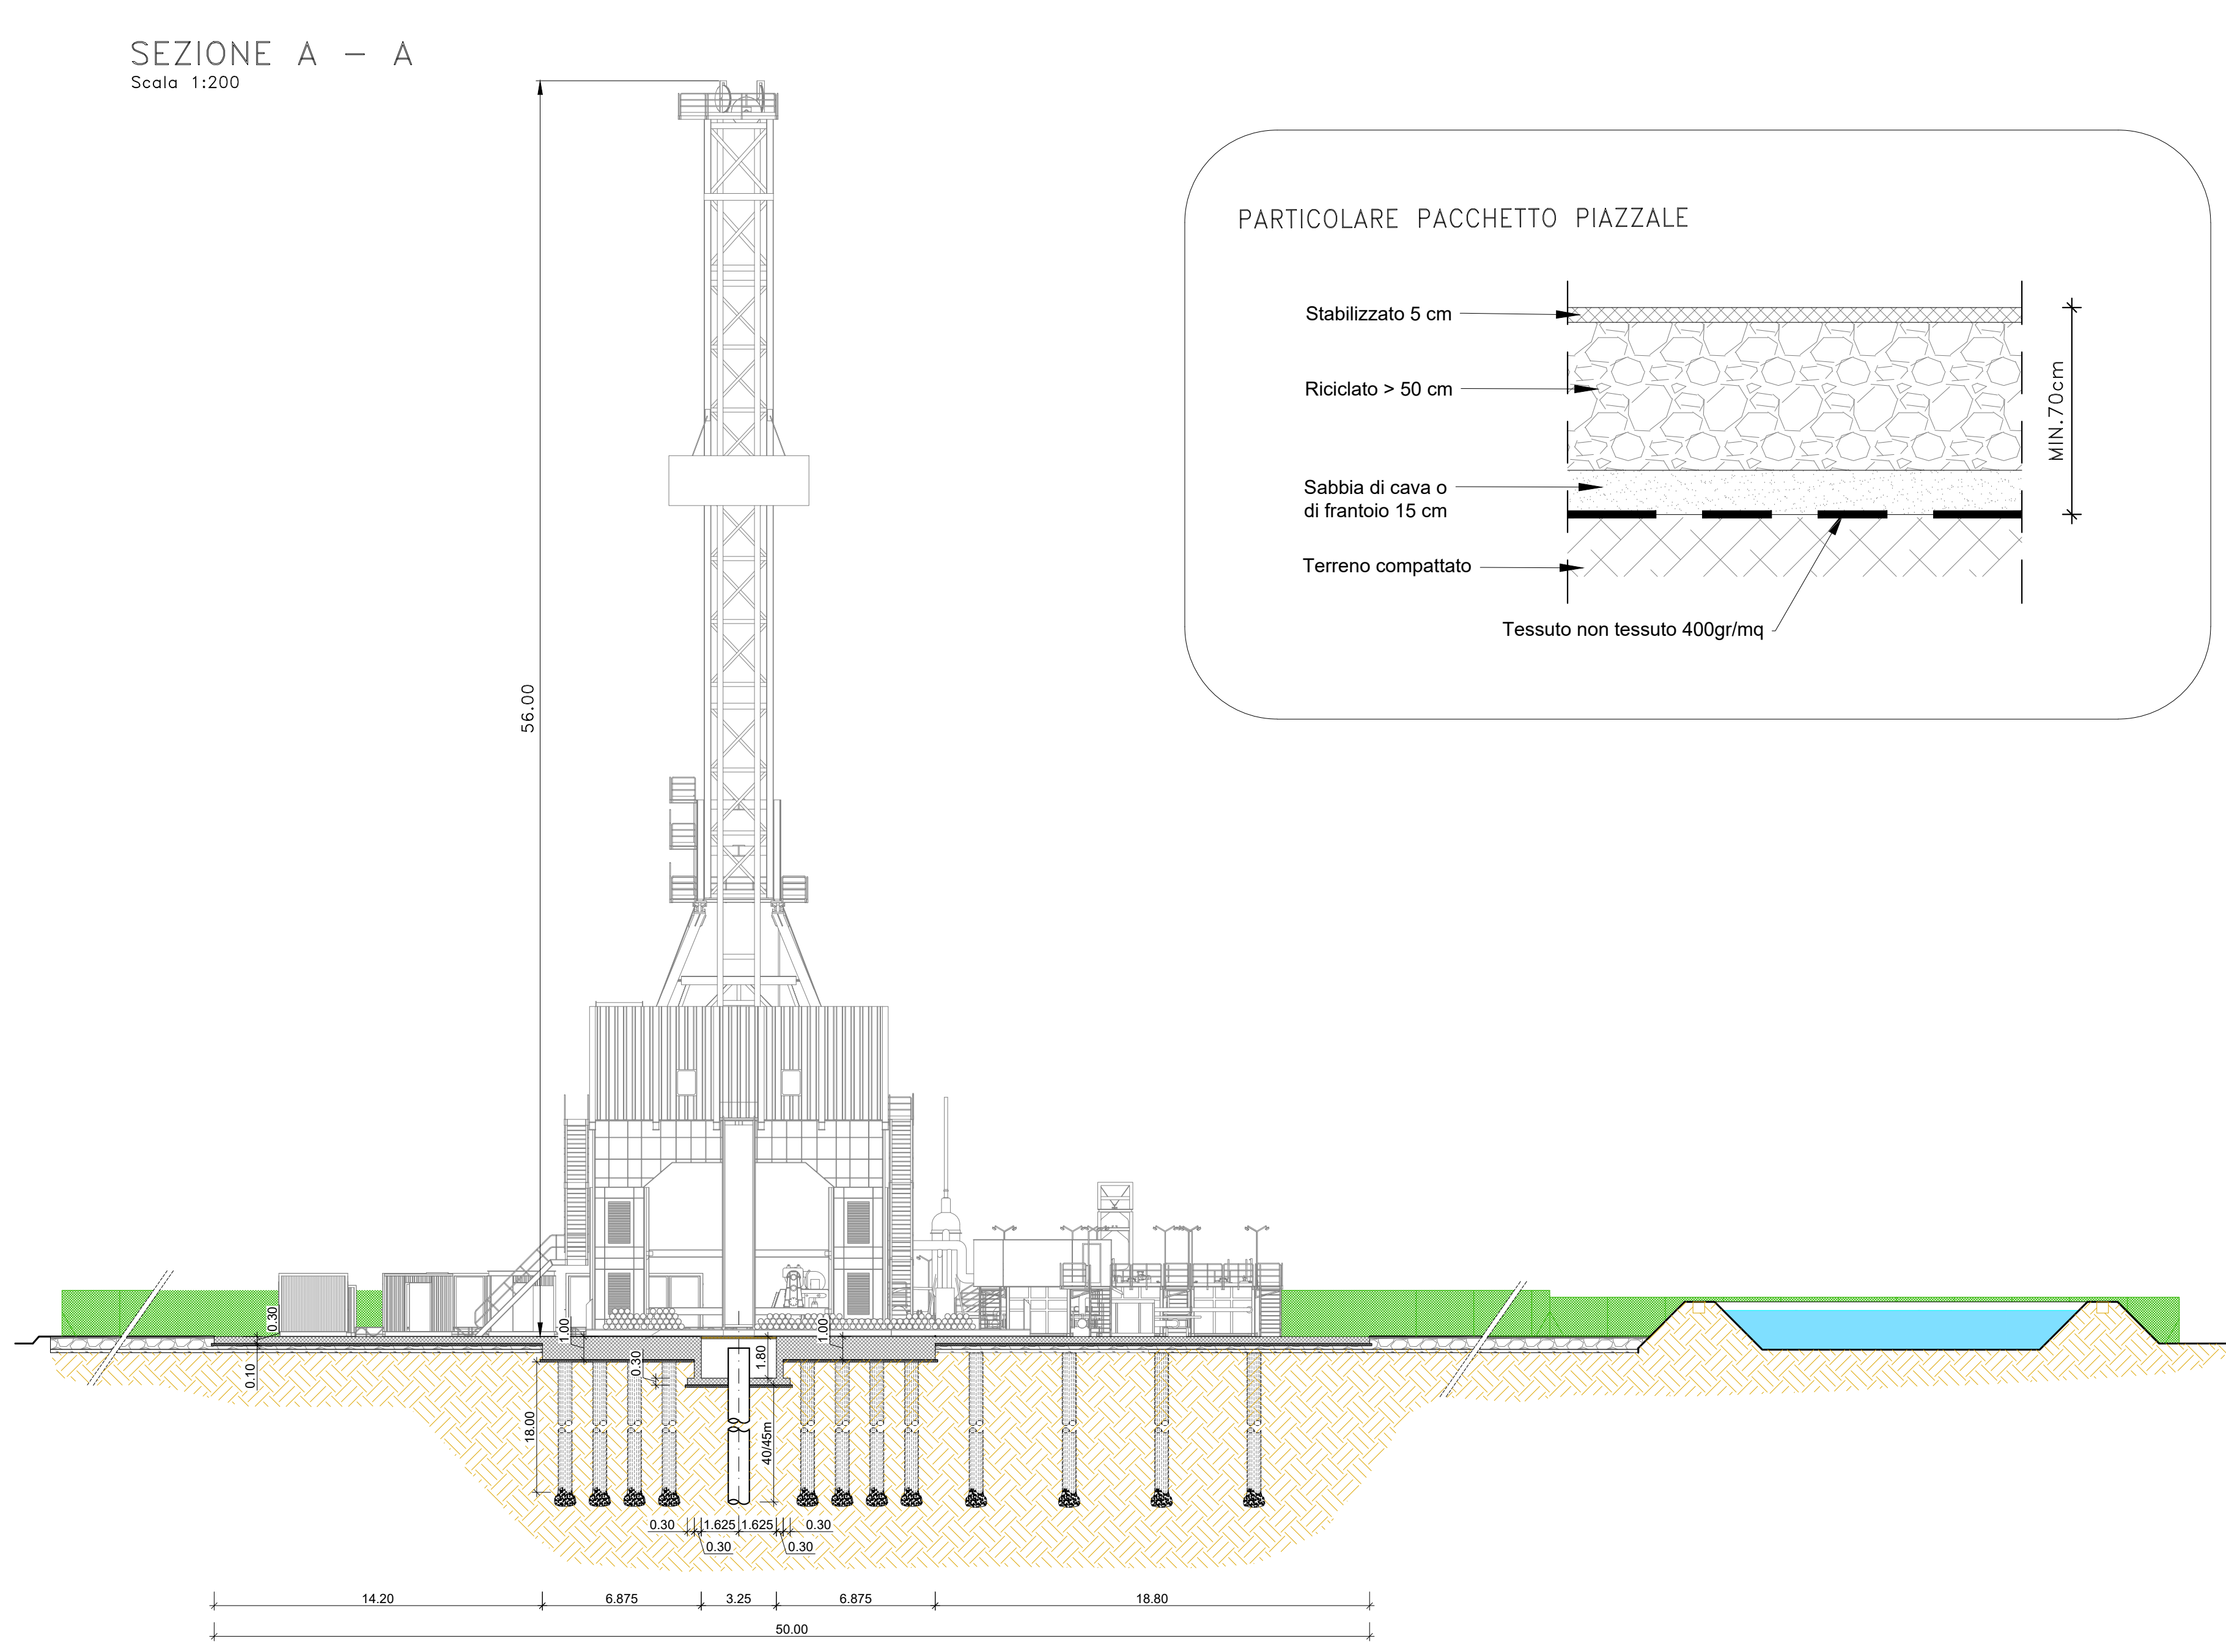 SEZIONE A - A
Scala 1:200
PARTICOLARE PACCHETTO PIAZZALE
Stabilizzato 5 cm
Riciclato > 50 cm
MIN.70cm
Sabbia di cava o
di frantoio 15 cm
Terreno compattato
Tessuto non tessuto 400gr/mq
56.00
0.30
1.00
1.00
0.30
1.80
0.10
18.00
40/45m
0.30
1.625
1.625
0.30
0.30
0.30
14.20
6.875
3.25
6.875
18.80
50.00